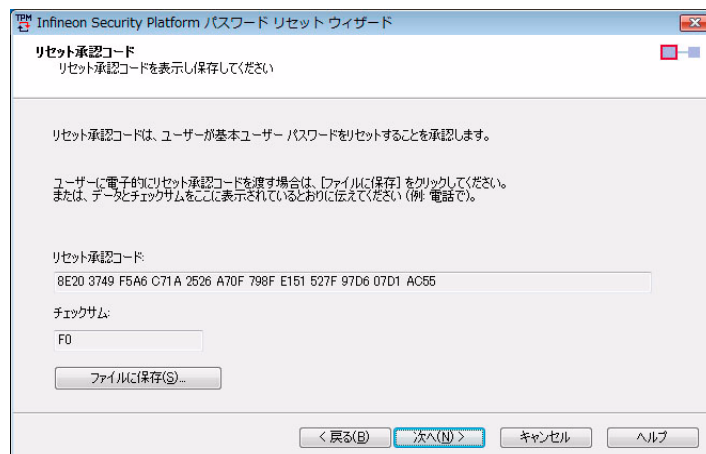 TPM
Infineon Security Platform パスワード リセット ウィザード
リセット承認コード
リセット承認コードを表示し保存してください
リセット承認コードは、ユーザーが基本ユーザー パスワードをリセットすることを承認します。
ユーザーに電子的にリセット承認コードを渡す場合は、[ファイルに保存] をクリックしてください。
または、データとチェックサムをここに表示されているとおりに伝えてください (例: 電話で)。
リセット承認コード:
8E20 3749 F5A6 C71A 2526 A70F 798F E151 527F 97D6 07D1 AC55
チェックサム:
F0
ファイルに保存(S)...
< 戻る(B) 次へ(N) > キャンセル ヘルプ